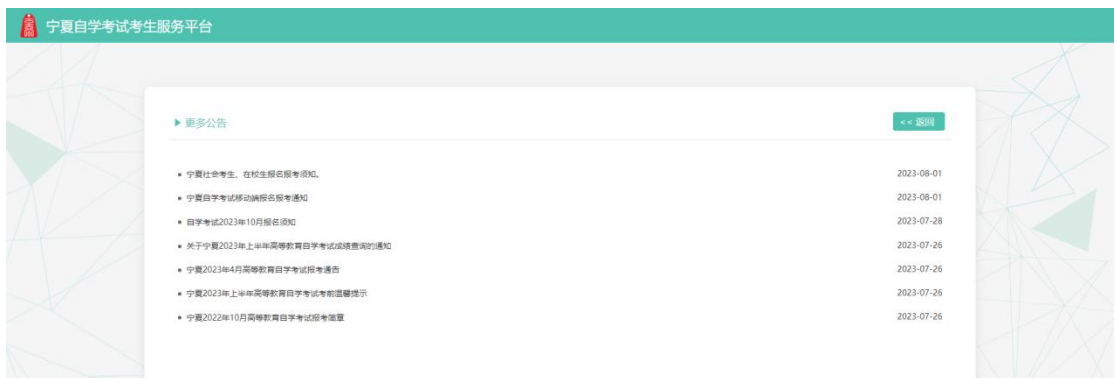 宁夏自学考试考生服务平台
更多公告
<< 返回
宁夏社会考生、在校生报名报考须知。 2023-08-01
宁夏自学考试移动端报名报考通知 2023-08-01
自学考试2023年10月报名须知 2023-07-28
关于宁夏2023年上半年高等教育自学考试成绩查询的通知 2023-07-26
宁夏2023年4月高等教育自学考试报考通告 2023-07-26
宁夏2023年上半年高等教育自学考试考前温馨提示 2023-07-26
宁夏2022年10月高等教育自学考试报考简章 2023-07-26